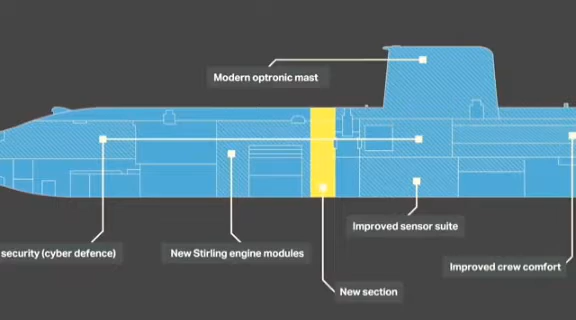 Modern optronic mast
security (cyber defence)
New Stirling engine modules
Improved sensor suite
Improved crew comfort
New section